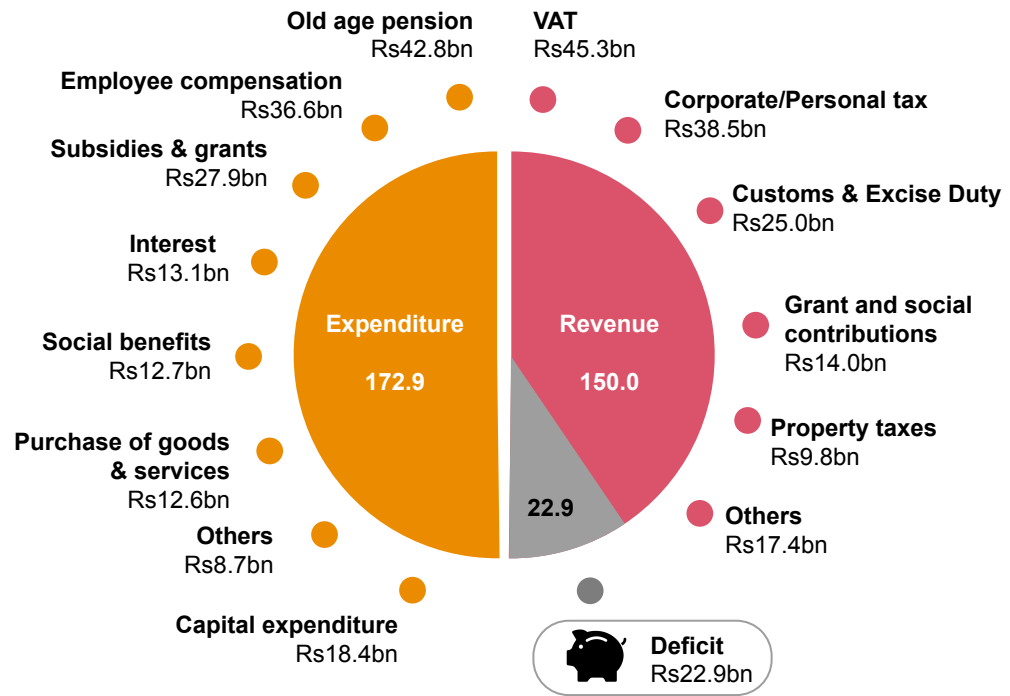 Old age pension
Rs42.8bn
Employee compensation
Rs36.6bn
Subsidies & grants
Rs27.9bn
Interest
Rs13.1bn
Social benefits
Rs12.7bn
Purchase of goods
& services
Rs12.6bn
Others
Rs8.7bn
Capital expenditure
Rs18.4bn
Expenditure
172.9
Revenue
150.0
22.9
VAT
Rs45.3bn
Corporate/Personal tax
Rs38.5bn
Customs & Excise Duty
Rs25.0bn
Grant and social
contributions
Rs14.0bn
Property taxes
Rs9.8bn
Others
Rs17.4bn
Deficit
Rs22.9bn